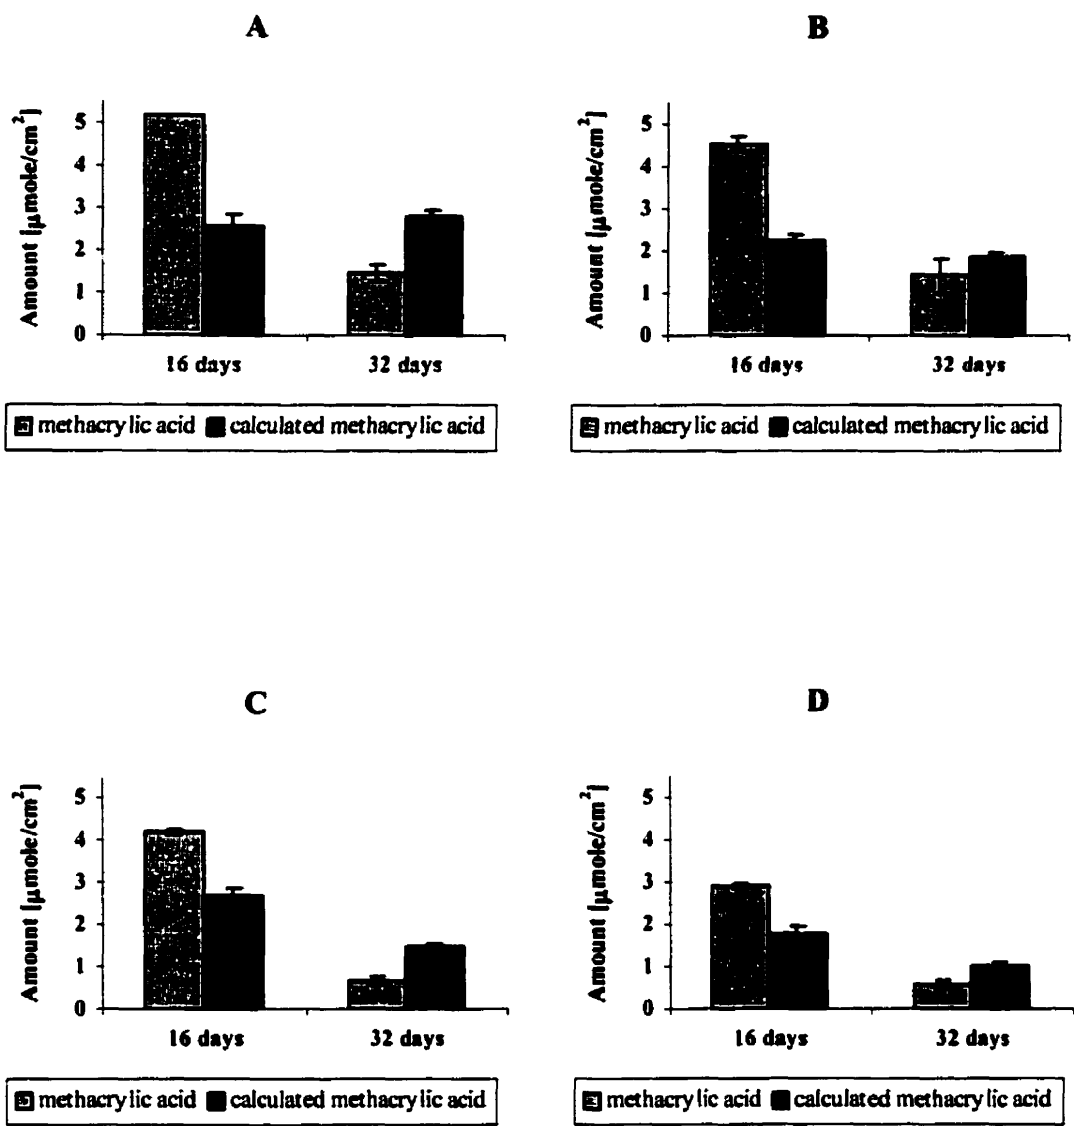 A
Amount [µmole/cm²]
5
4
3
2
1
0
16 days 32 days
methacrylic acid calculated methacrylic acid
B
Amount [µmole/cm²]
5
4
3
2
1
0
16 days 32 days
methacrylic acid calculated methacrylic acid
C
Amount [µmole/cm²]
5
4
3
2
1
0
16 days 32 days
methacrylic acid calculated methacrylic acid
D
Amount [µmole/cm²]
5
4
3
2
1
0
16 days 32 days
methacrylic acid calculated methacrylic acid